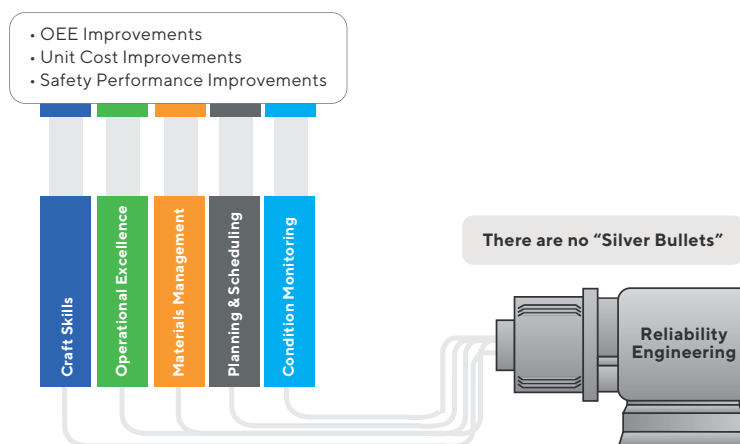 • OEE Improvements
• Unit Cost Improvements
• Safety Performance Improvements
Craft Skills
Operational Excellence
Materials Management
Planning & Scheduling
Condition Monitoring
There are no “Silver Bullets”
Reliability
Engineering